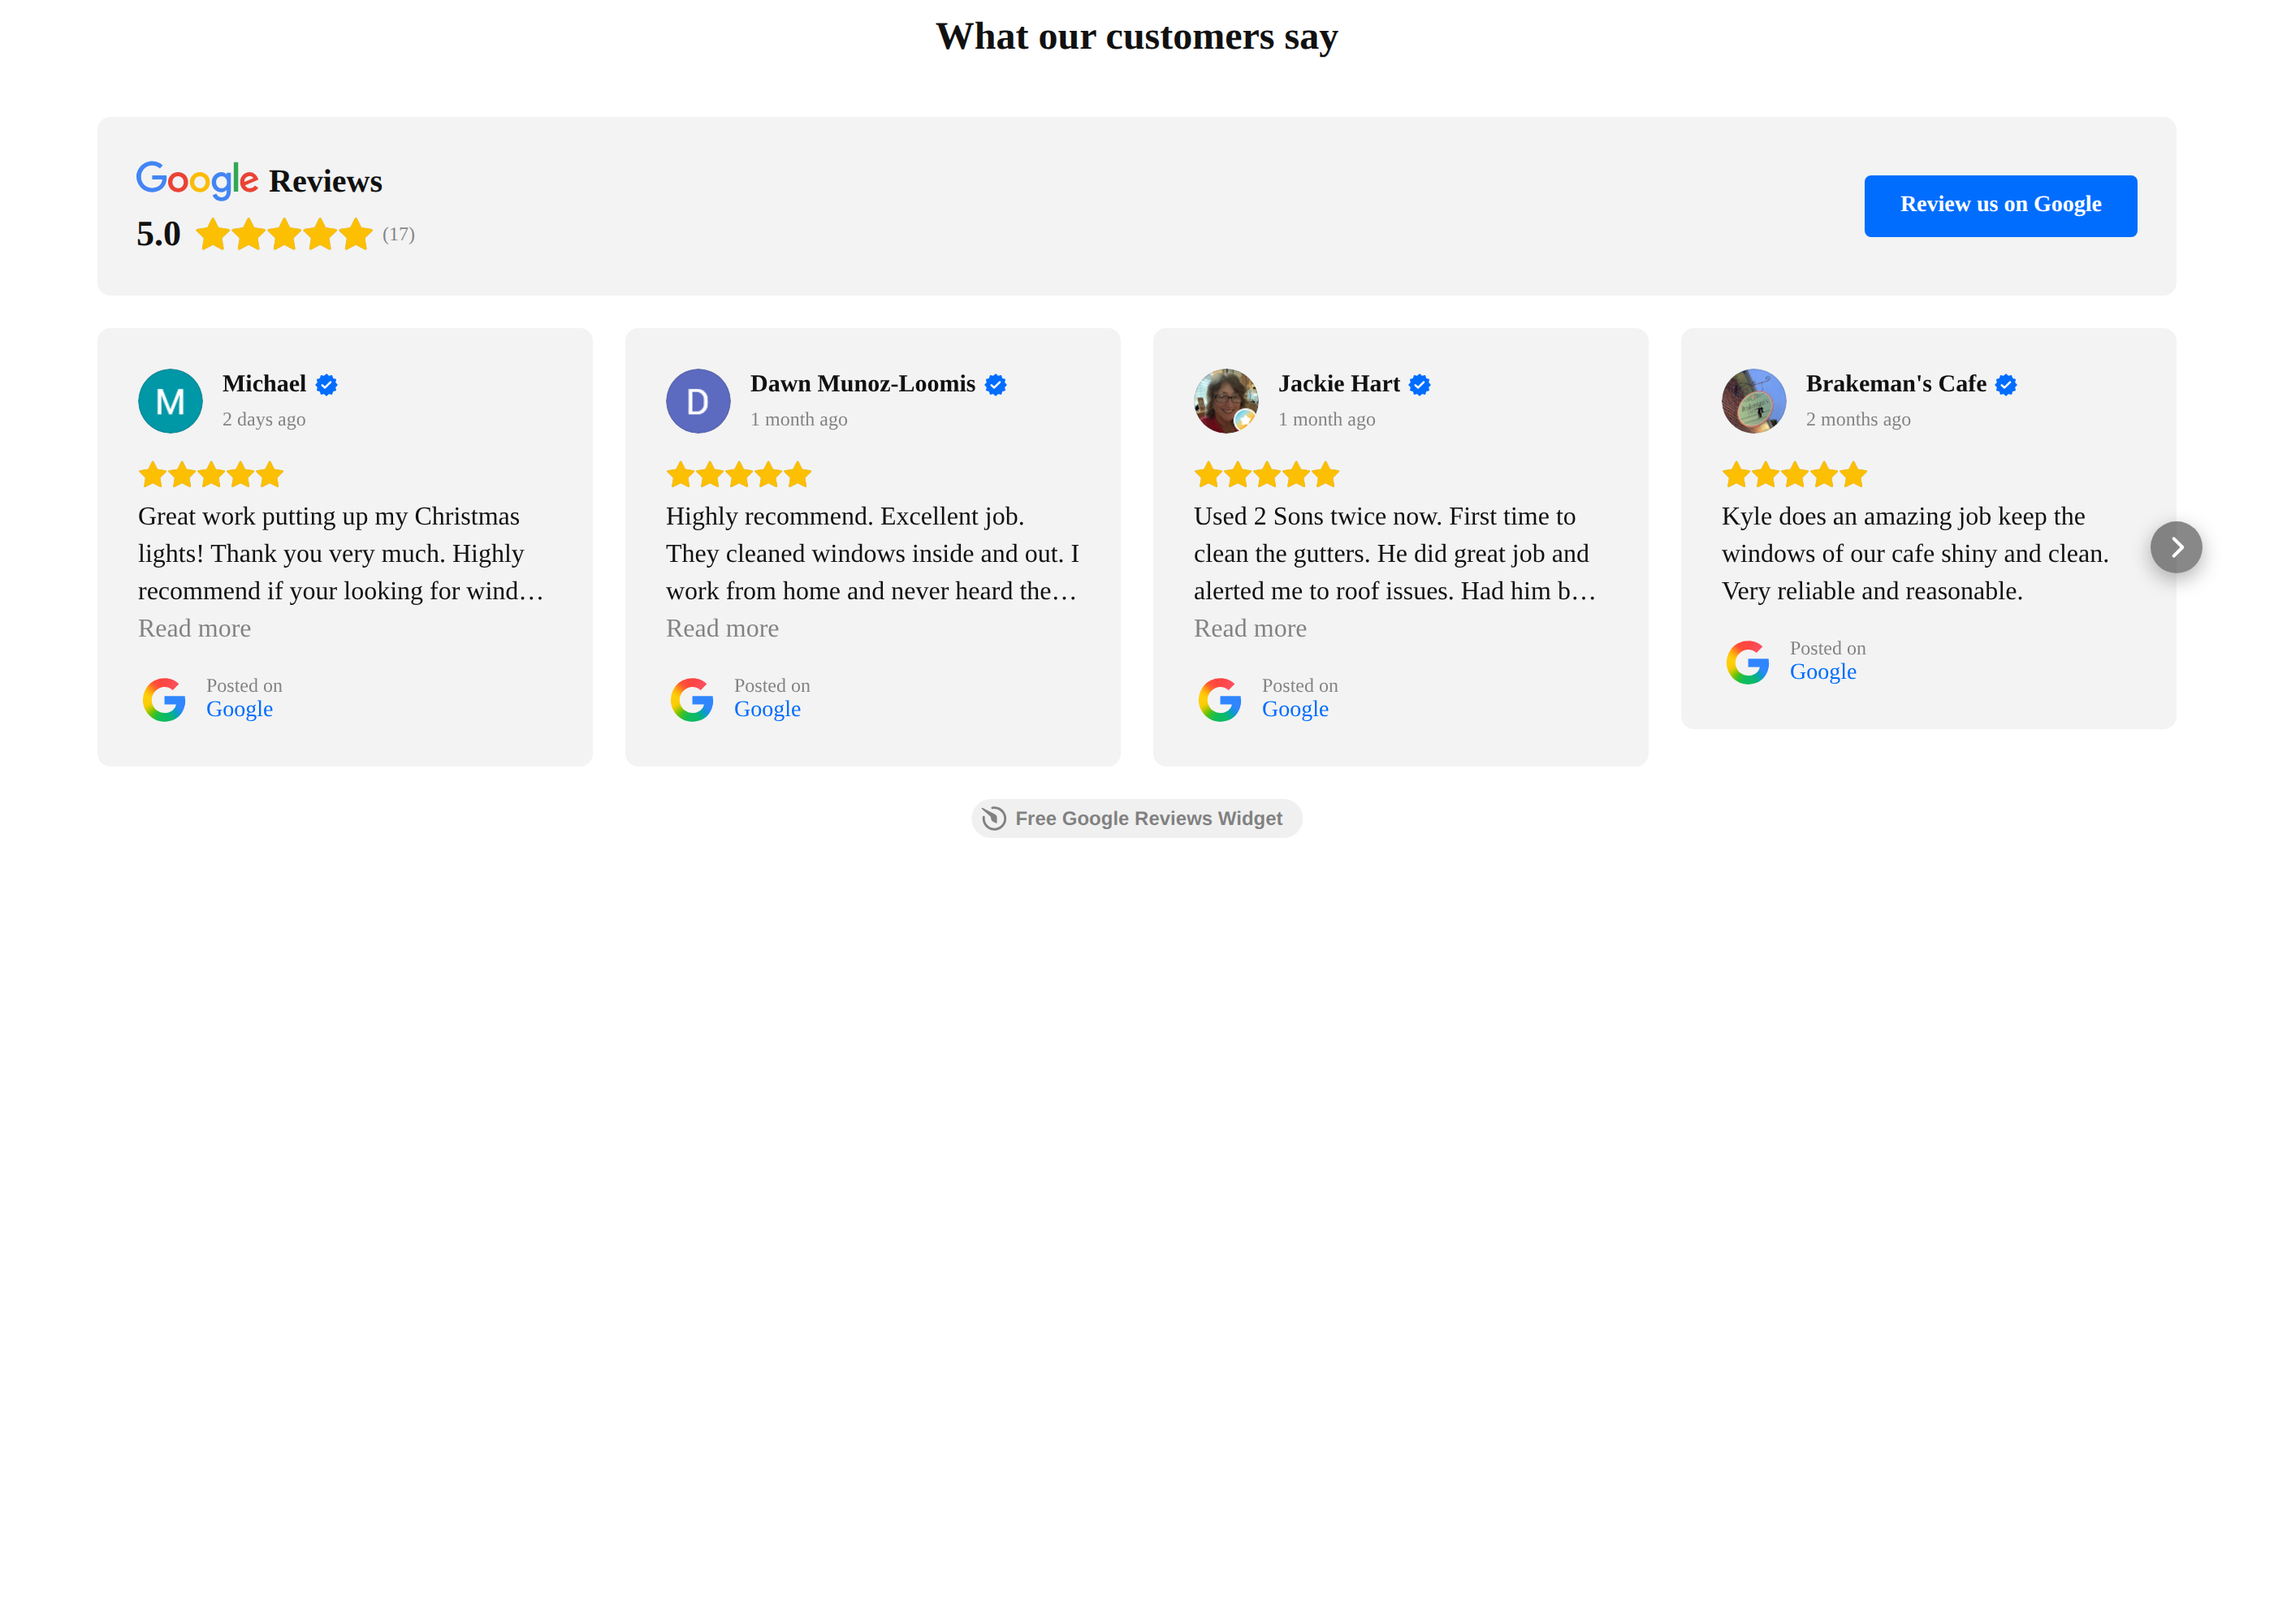 What our customers say
Google Reviews
5.0 (17)
Review us on Google
M
Michael
2 days ago
Great work putting up my Christmas
lights! Thank you very much. Highly
recommend if your looking for wind…
Read more
Posted on
Google
D
Dawn Munoz-Loomis
1 month ago
Highly recommend. Excellent job.
They cleaned windows inside and out. I
work from home and never heard the…
Read more
Posted on
Google
Jackie Hart
1 month ago
Used 2 Sons twice now. First time to
clean the gutters. He did great job and
alerted me to roof issues. Had him b…
Read more
Posted on
Google
Brakeman's Cafe
2 months ago
Kyle does an amazing job keep the
windows of our cafe shiny and clean.
Very reliable and reasonable.
Posted on
Google
Free Google Reviews Widget